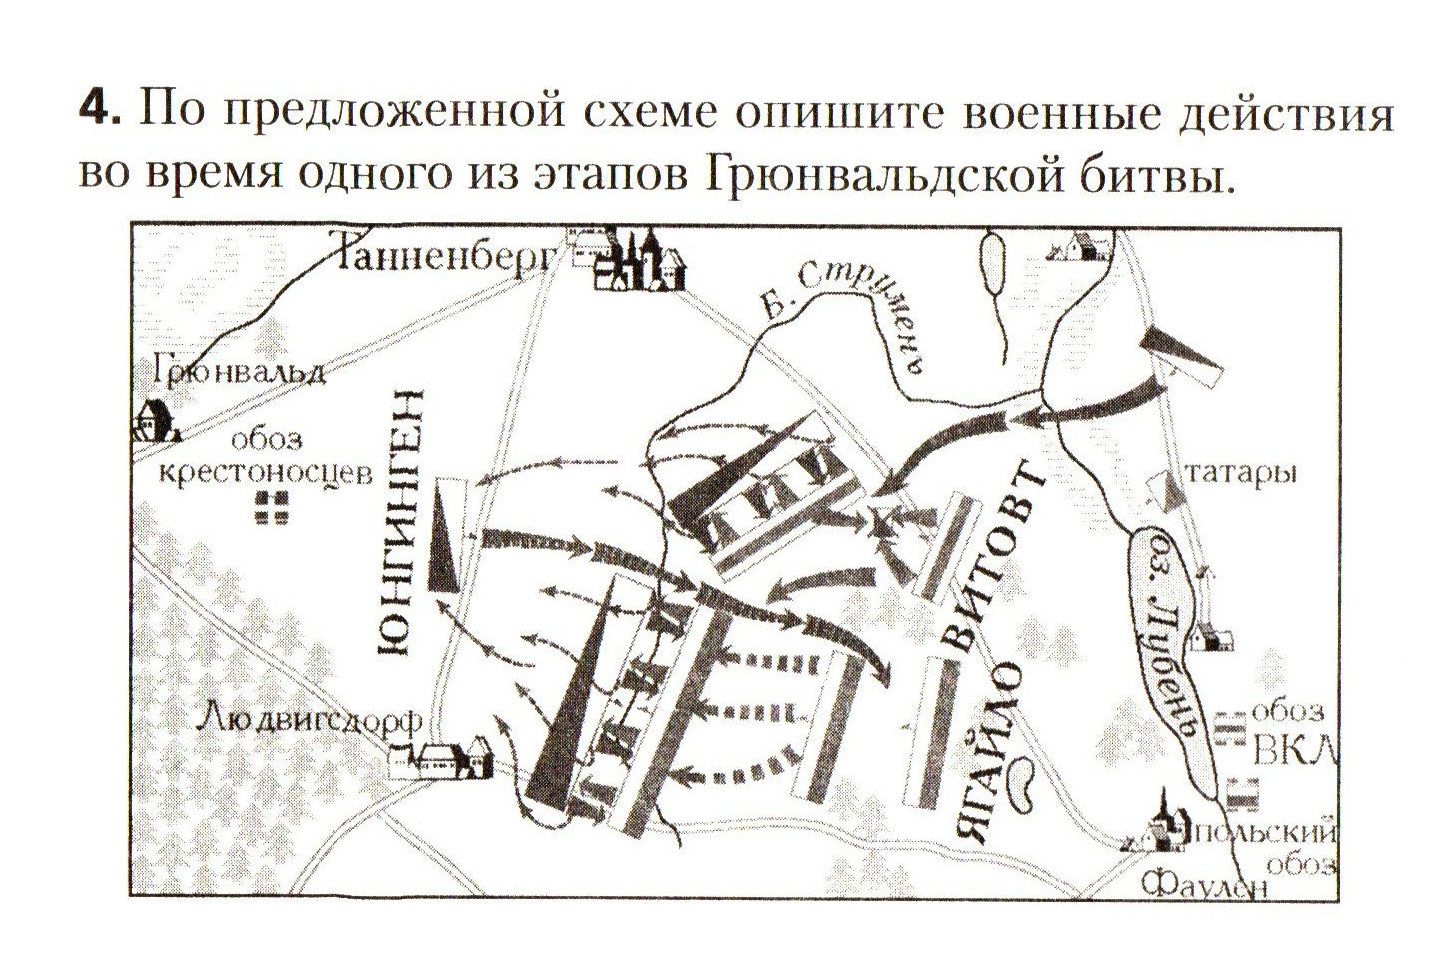 4. По предложенной схеме опишите военные действия
во время одного из этапов Грюнвальдской битвы.
Танненберг
Б. Струмень
Грюнвальд
обоз
крестоносцев
ЮНГИНГЕН
татары
ВИТОВТ
оз. Лубень
ЯГАЙЛО
Людвигсдорф
обоз
ВКЛ
польский
обоз
Фаулен